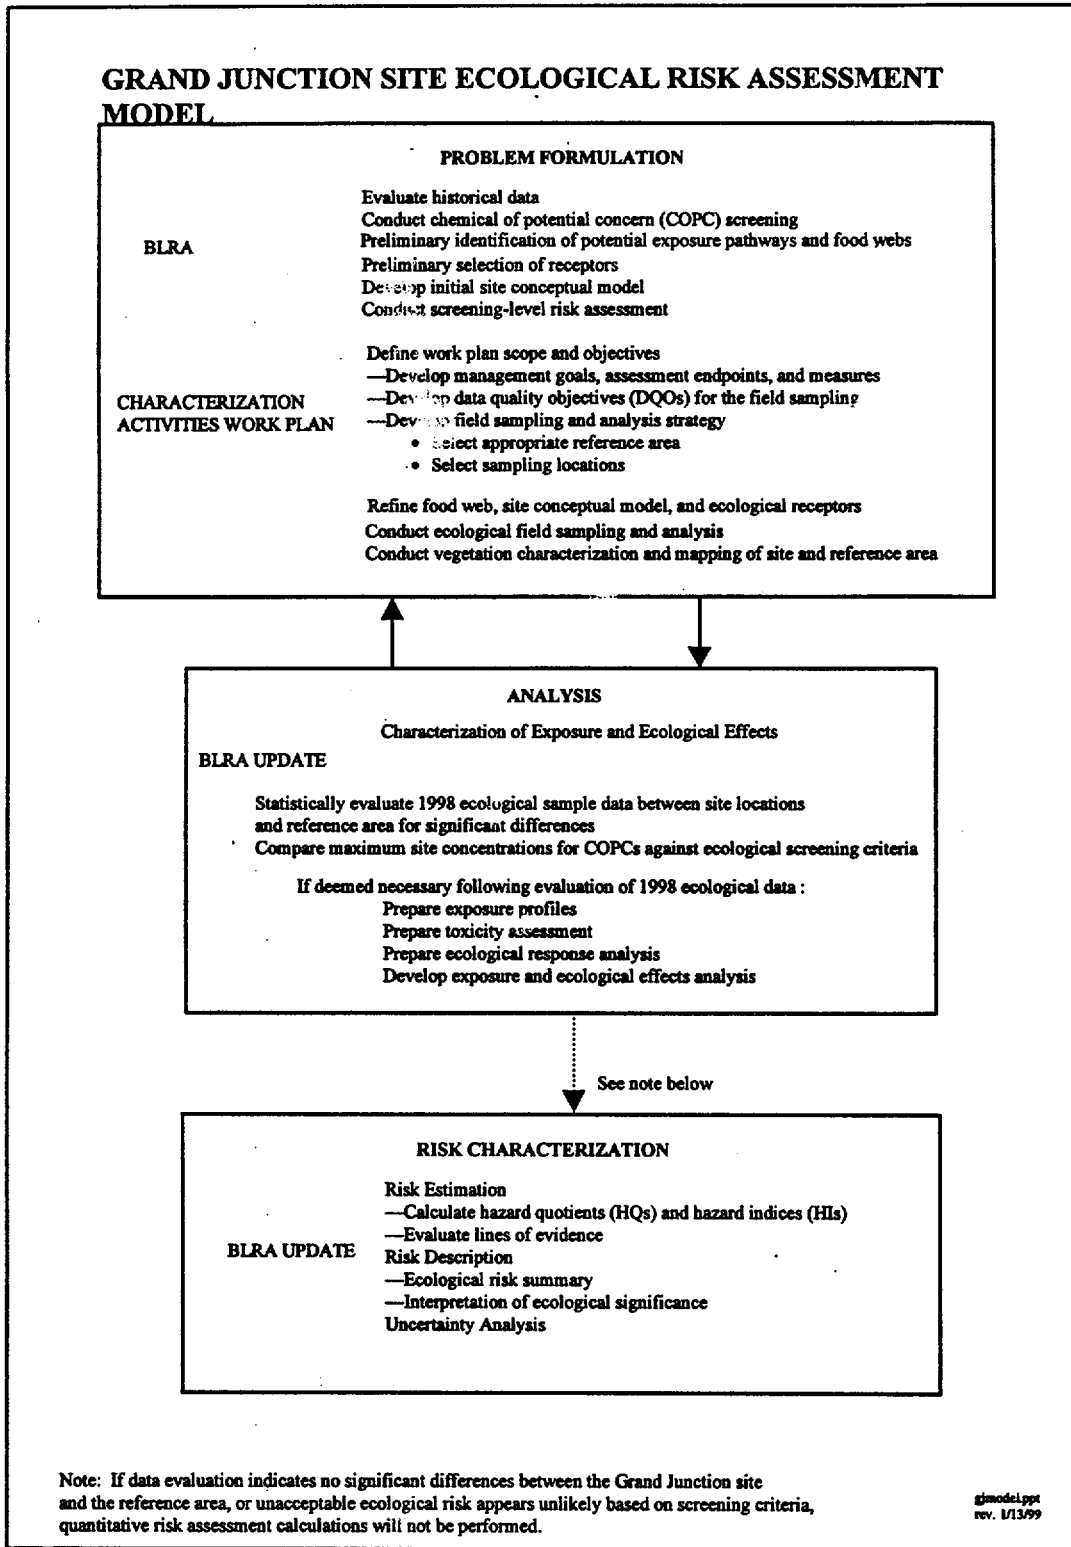 GRAND JUNCTION SITE ECOLOGICAL RISK ASSESSMENT
MODEL
PROBLEM FORMULATION
BLRA
Evaluate historical data
Conduct chemical of potential concern (COPC) screening
Preliminary identification of potential exposure pathways and food webs
Preliminary selection of receptors
Develop initial site conceptual model
Conduct screening-level risk assessment
CHARACTERIZATION
ACTIVITIES WORK PLAN
Define work plan scope and objectives
—Develop management goals, assessment endpoints, and measures
—Develop data quality objectives (DQOs) for the field sampling
—Develop field sampling and analysis strategy
• Select appropriate reference area
• Select sampling locations
Refine food web, site conceptual model, and ecological receptors
Conduct ecological field sampling and analysis
Conduct vegetation characterization and mapping of site and reference area
ANALYSIS
Characterization of Exposure and Ecological Effects
BLRA UPDATE
Statistically evaluate 1998 ecological sample data between site locations
and reference area for significant differences
Compare maximum site concentrations for COPCs against ecological screening criteria
If deemed necessary following evaluation of 1998 ecological data :
Prepare exposure profiles
Prepare toxicity assessment
Prepare ecological response analysis
Develop exposure and ecological effects analysis
See note below
RISK CHARACTERIZATION
BLRA UPDATE
Risk Estimation
—Calculate hazard quotients (HQs) and hazard indices (HIs)
—Evaluate lines of evidence
Risk Description
—Ecological risk summary
—Interpretation of ecological significance
Uncertainty Analysis
Note: If data evaluation indicates no significant differences between the Grand Junction site
and the reference area, or unacceptable ecological risk appears unlikely based on screening criteria,
quantitative risk assessment calculations will not be performed.
gjmodel.ppt
rev. 1/13/99